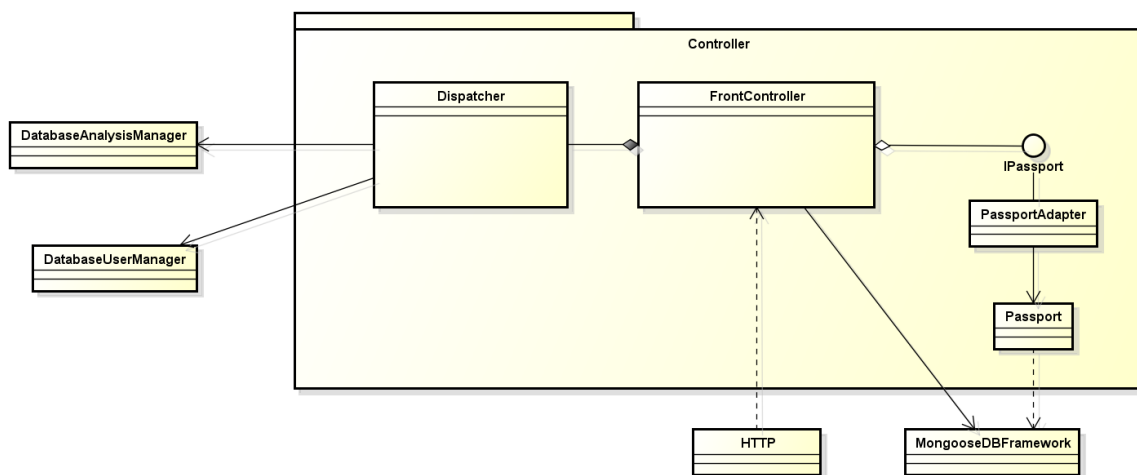 Controller
Dispatcher
FrontController
DatabaseAnalysisManager
IPassport
PassportAdapter
DatabaseUserManager
Passport
HTTP
MongooseDBFramework